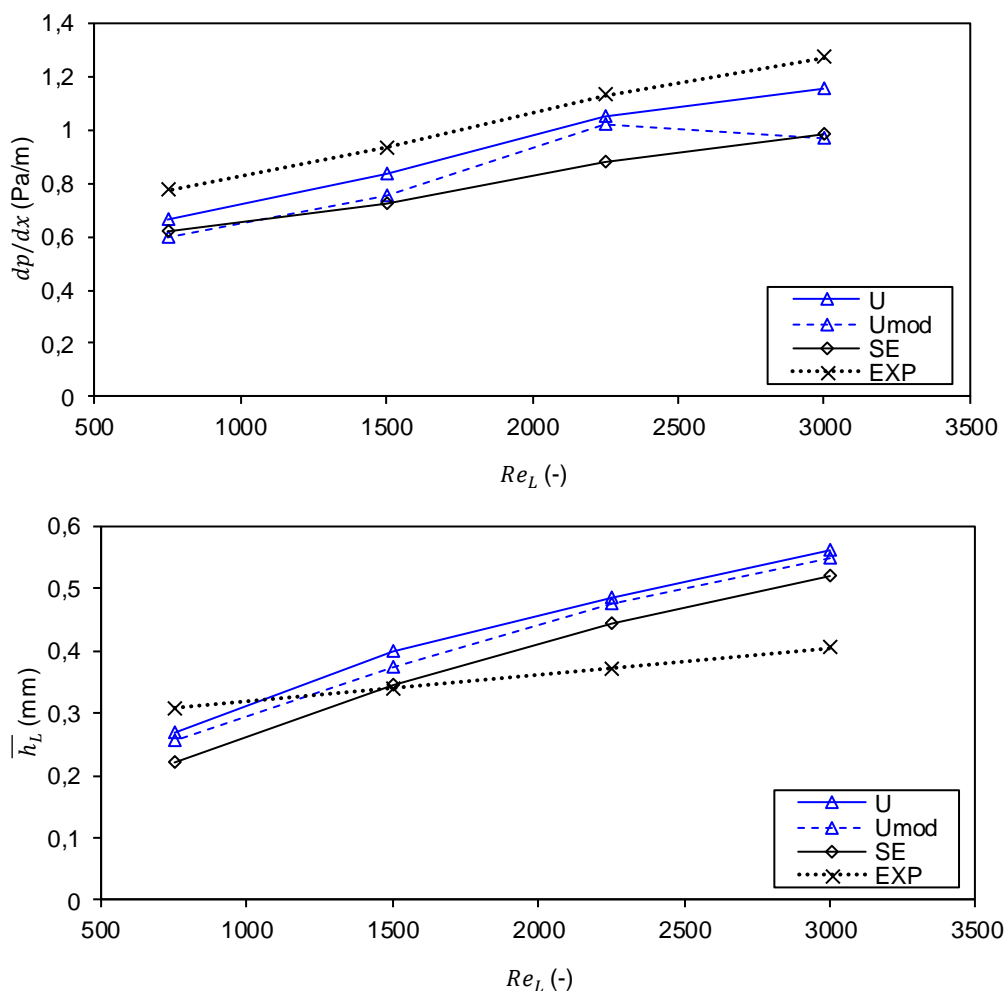 1,4
1,2
1
0,8
0,6
0,4
0,2
0
dp/dx (Pa/m)
U
Umod
SE
EXP
500 1000 1500 2000 2500 3000 3500
Re_L (-)
0,6
0,5
0,4
0,3
0,2
0,1
0
h̅_L (mm)
U
Umod
SE
EXP
500 1000 1500 2000 2500 3000 3500
Re_L (-)